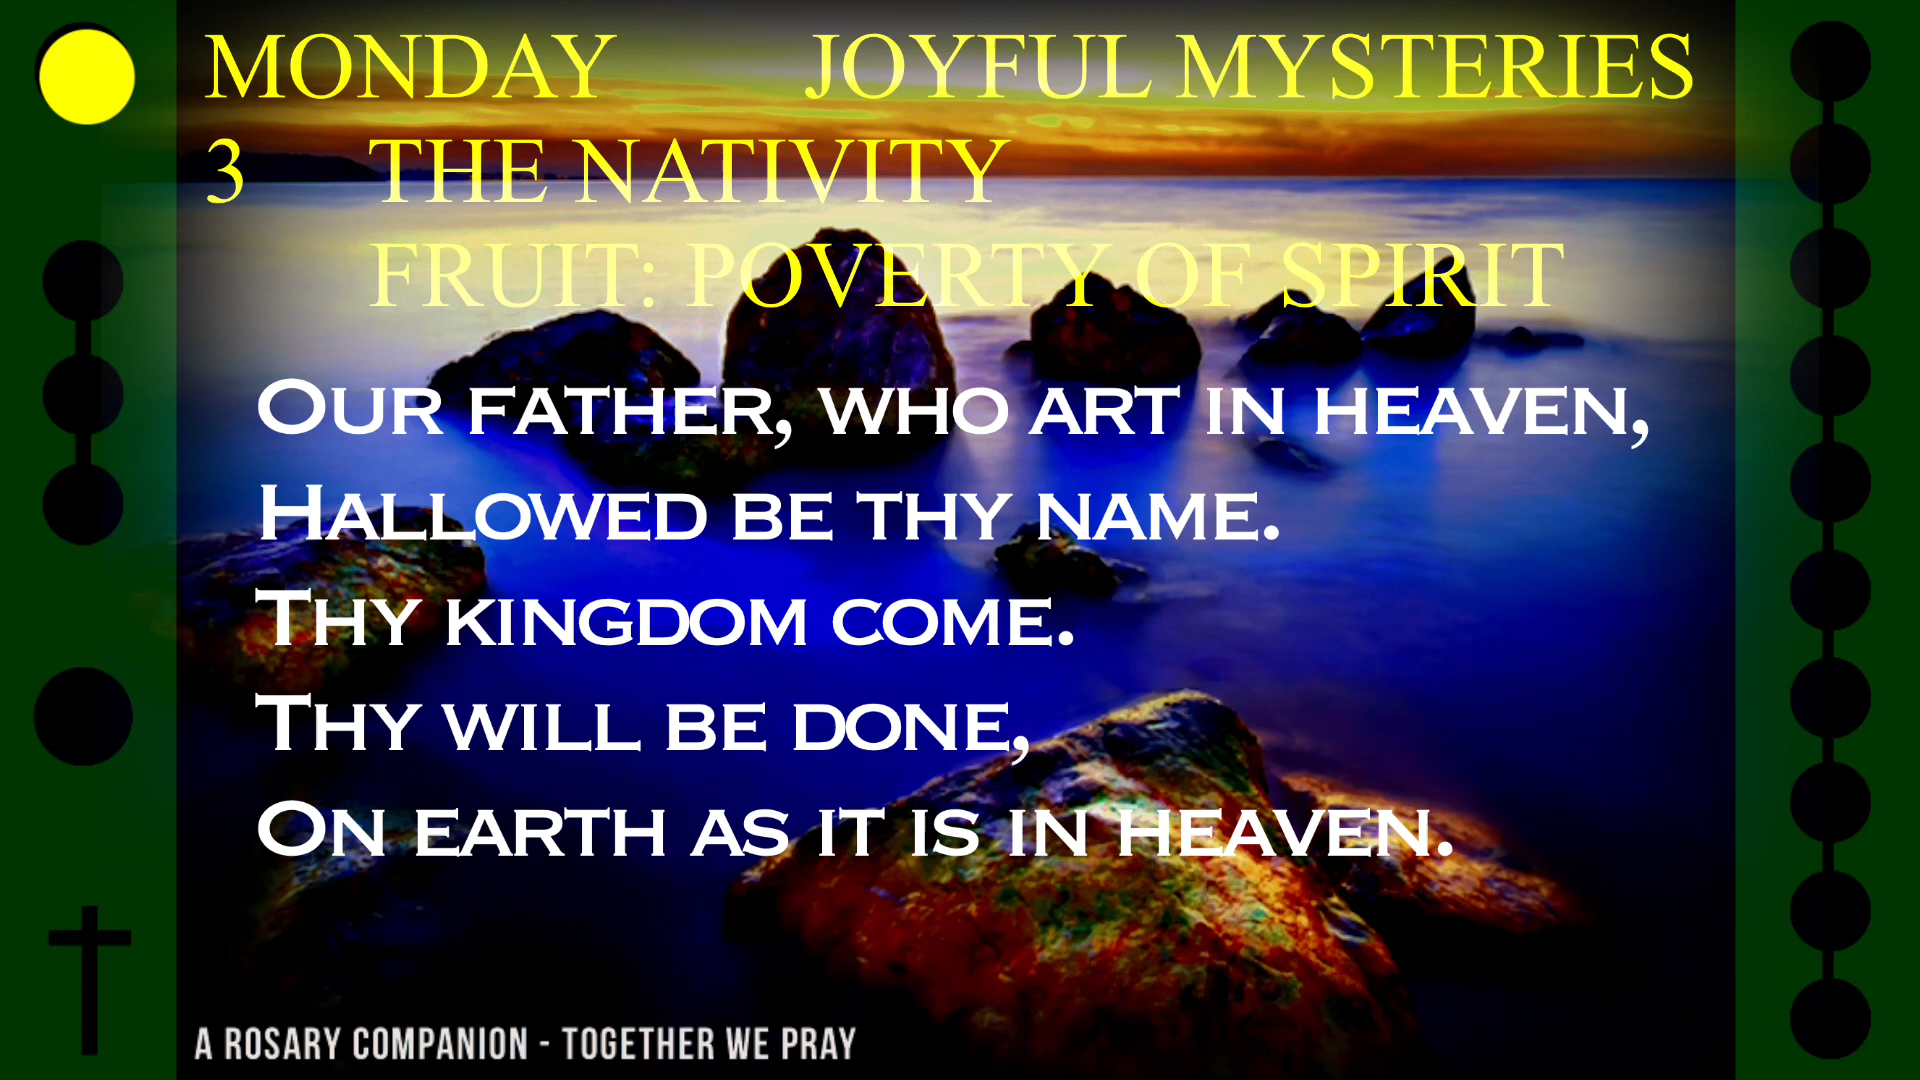 MONDAY JOYFUL MYSTERIES
3 THE NATIVITY
FRUIT: POVERTY OF SPIRIT
OUR FATHER, WHO ART IN HEAVEN,
HALLOWED BE THY NAME.
THY KINGDOM COME.
THY WILL BE DONE,
ON EARTH AS IT IS IN HEAVEN.
A ROSARY COMPANION - TOGETHER WE PRAY